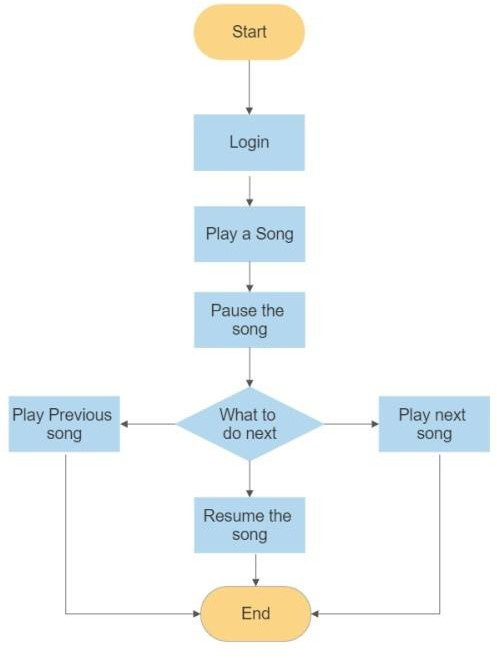 Start
Login
Play a Song
Pause the
song
Play Previous
song
What to
do next
Play next
song
Resume the
song
End